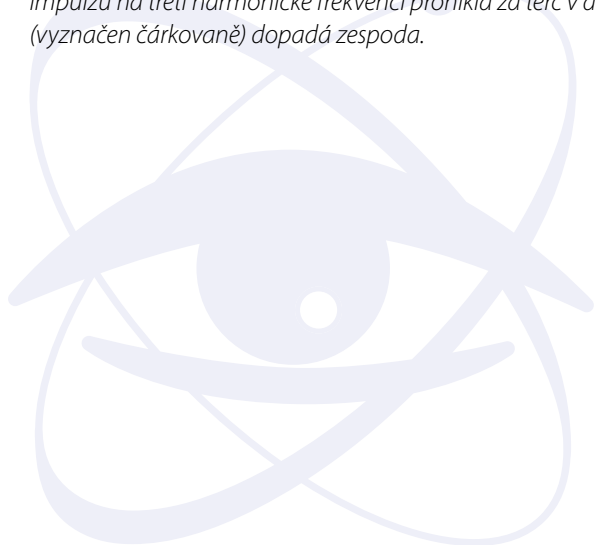 impulzu na třetí harmonické frekvenci pronikla za terč v d
(vyznačen čárkovaně) dopadá zespoda.